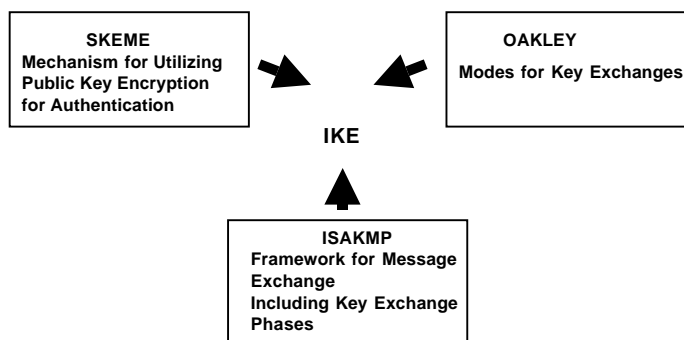 SKEME
Mechanism for Utilizing
Public Key Encryption
for Authentication
OAKLEY
Modes for Key Exchanges
IKE
ISAKMP
Framework for Message
Exchange
Including Key Exchange
Phases